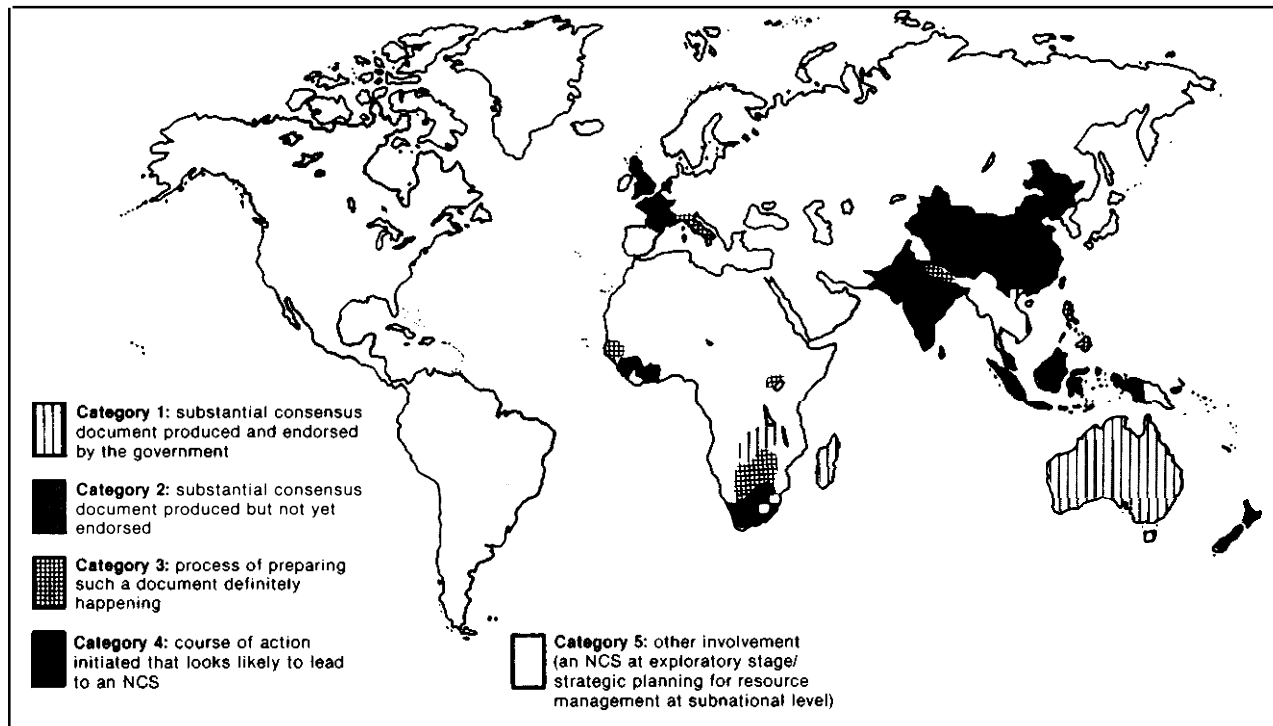 Category 1: substantial consensus
document produced and endorsed
by the government
Category 2: substantial consensus
document produced but not yet
endorsed
Category 3: process of preparing
such a document definitely
happening
Category 4: course of action
initiated that looks likely to lead
to an NCS
Category 5: other involvement
(an NCS at exploratory stage/
strategic planning for resource
management at subnational level)